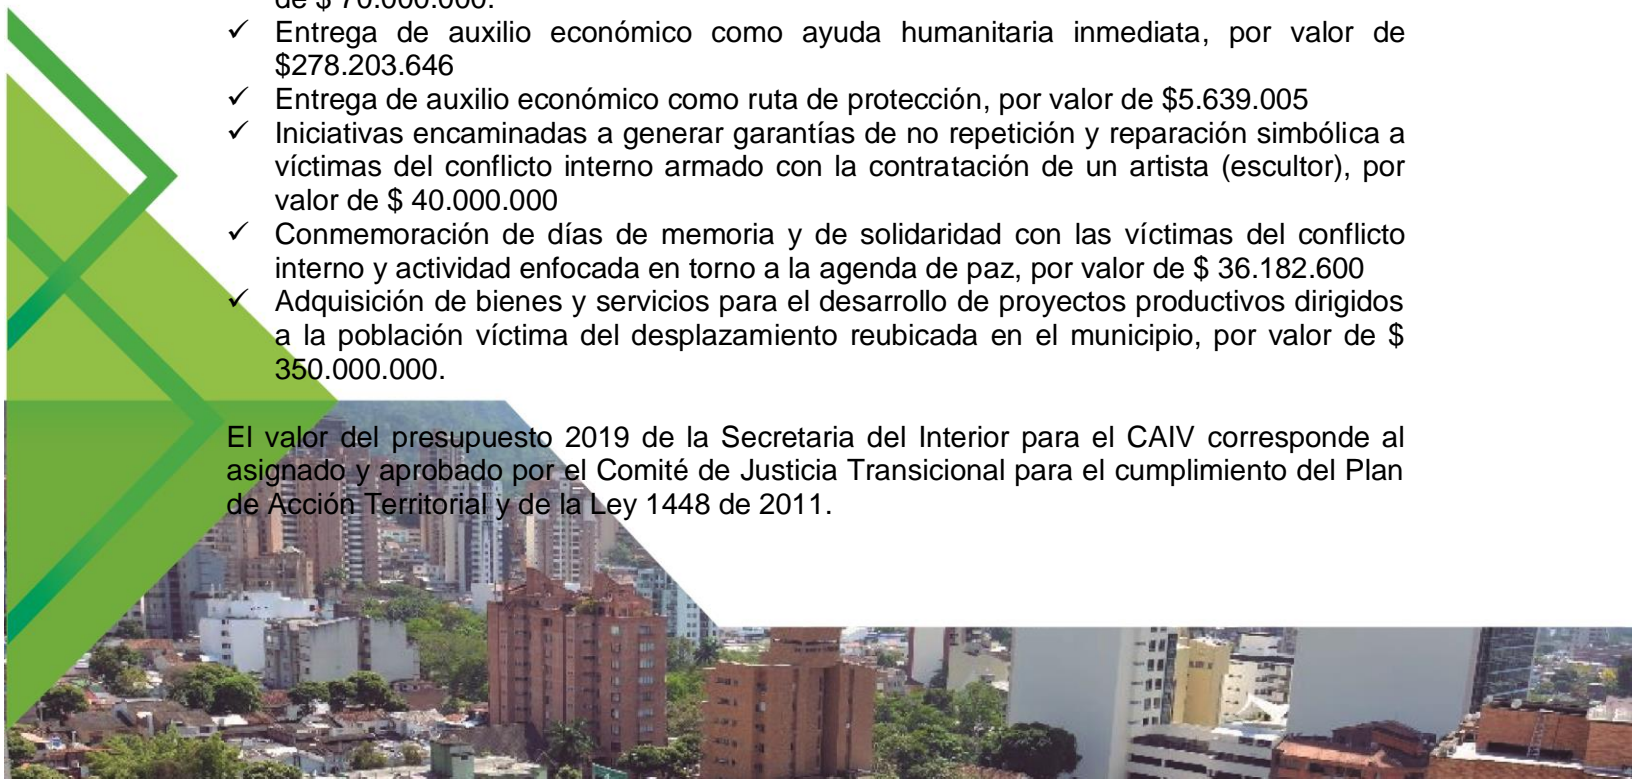 de $ 70.000.000.
✓ Entrega de auxilio económico como ayuda humanitaria inmediata, por valor de
$278.203.646
✓ Entrega de auxilio económico como ruta de protección, por valor de $5.639.005
✓ Iniciativas encaminadas a generar garantías de no repetición y reparación simbólica a
víctimas del conflicto interno armado con la contratación de un artista (escultor), por
valor de $ 40.000.000
✓ Conmemoración de días de memoria y de solidaridad con las víctimas del conflicto
interno y actividad enfocada en torno a la agenda de paz, por valor de $ 36.182.600
✓ Adquisición de bienes y servicios para el desarrollo de proyectos productivos dirigidos
a la población víctima del desplazamiento reubicada en el municipio, por valor de $
350.000.000.
El valor del presupuesto 2019 de la Secretaria del Interior para el CAIV corresponde al
asignado y aprobado por el Comité de Justicia Transicional para el cumplimiento del Plan
de Acción Territorial y de la Ley 1448 de 2011.